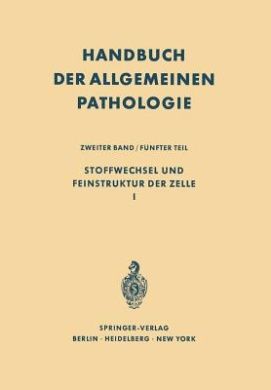 HANDBUCH
DER ALLGEMEINEN
PATHOLOGIE
ZWEITER BAND / FÜNFTER TEIL
STOFFWECHSEL UND
FEINSTRUKTUR DER ZELLE
I
SPRINGER-VERLAG
BERLIN · HEIDELBERG · NEW YORK